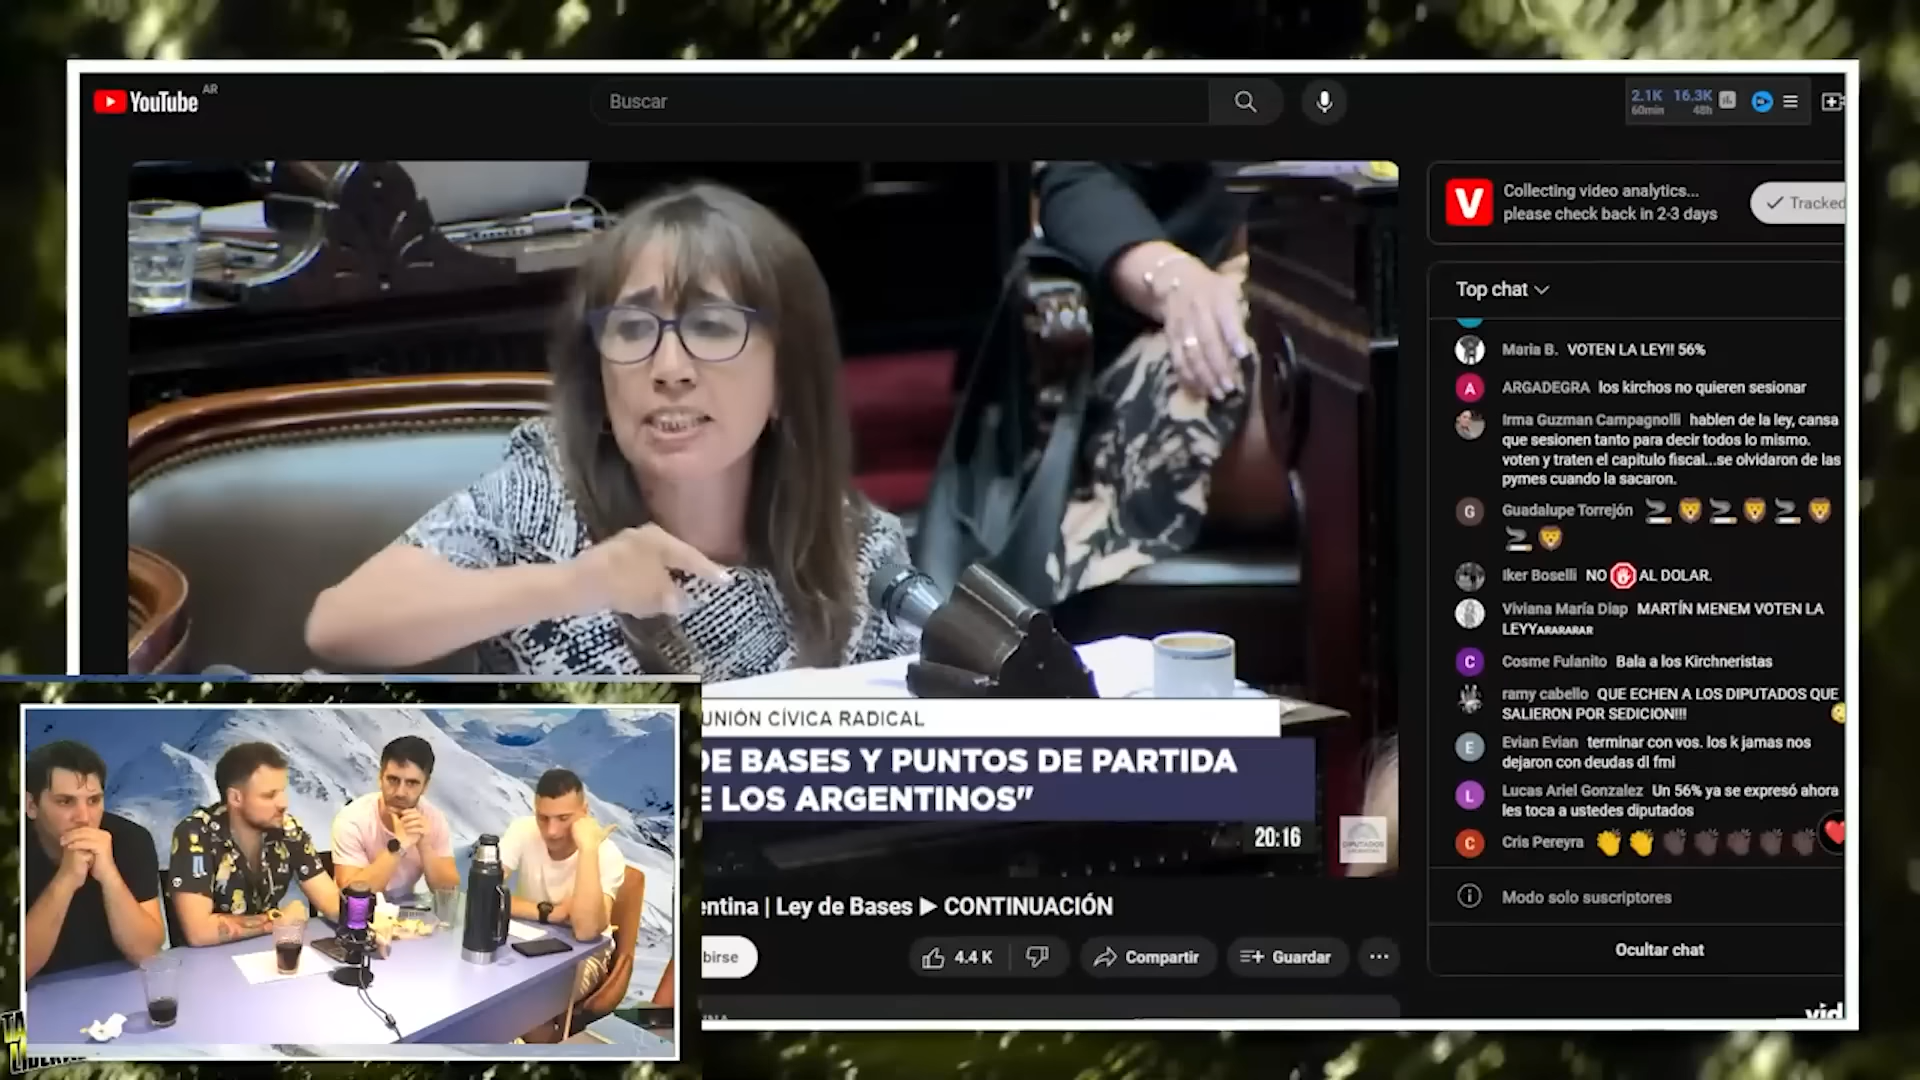 YouTube AR
Buscar
2.1K 16.3K
60min 48h
Collecting video analytics...
please check back in 2-3 days
Tracked
Top chat
Maria B. VOTEN LA LEY!! 56%
ARGADEGRA los kirchos no quieren sesionar
Irma Guzman Campagnolli hablen de la ley, cansa
que sesionen tanto para decir todos lo mismo.
voten y traten el capitulo fiscal...se olvidaron de las
pymes cuando la sacaron.
Guadalupe Torrejón
Iker Boselli NO AL DOLAR.
Viviana María Diap MARTÍN MENEM VOTEN LA
LEYYARARARAR
Cosme Fulanito Bala a los Kirchneristas
ramy cabello QUE ECHEN A LOS DIPUTADOS QUE
SALIERON POR SEDICION!!!
Evian Evian terminar con vos. los k jamas nos
dejaron con deudas dl fmi
Lucas Ariel Gonzalez Un 56% ya se expresó ahora
les toca a ustedes diputados
Cris Pereyra
Modo solo suscriptores
Ocultar chat
vid
UNIÓN CÍVICA RADICAL
DE BASES Y PUNTOS DE PARTIDA
E LOS ARGENTINOS"
20:16
DIPUTADOS
entina | Ley de Bases ▶ CONTINUACIÓN
birse
4.4 K
Compartir
Guardar